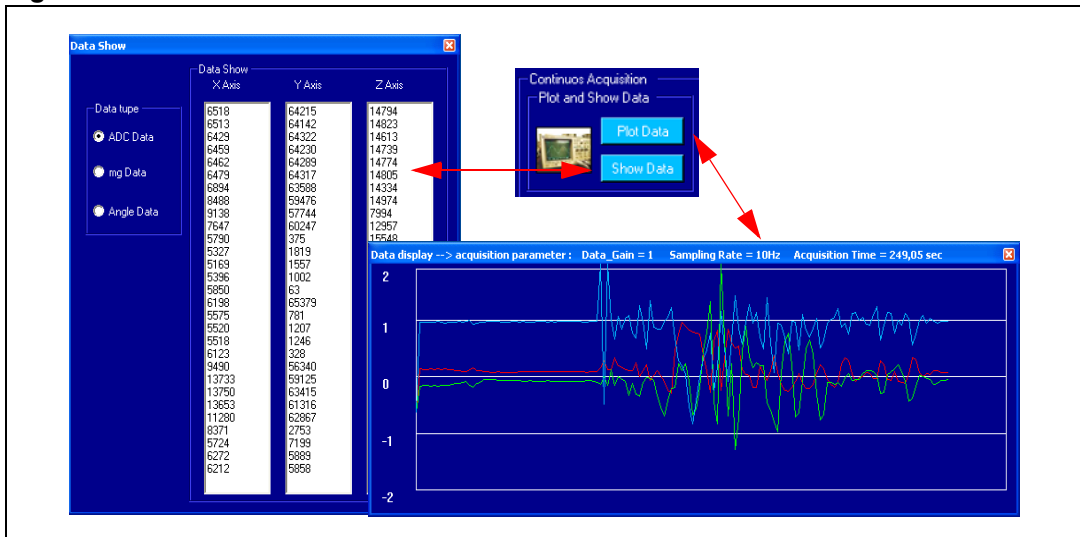 Data Show
Data Show
X Axis Y Axis Z Axis
Data tupe
ADC Data
mg Data
Angle Data
6518 64215 14794
6513 64142 14823
6429 64322 14613
6459 64230 14739
6462 64289 14774
6479 64317 14805
6894 63588 14334
8488 59476 14974
9138 57744 7994
7647 60247 12957
5790 375 15548
5327 1819
5169 1557
5396 1002
5850 63
6198 65379
5575 781
5520 1207
5518 1246
6123 328
9490 56340
13733 59125
13750 63415
13653 61316
11280 62867
8371 2753
5724 7199
6272 5889
6212 5858
Continuos Acquisition
Plot and Show Data
Plot Data
Show Data
Data display --> acquisition parameter : Data_Gain = 1 Sampling Rate = 10Hz Acquisition Time = 249,05 sec
2
1
0
-1
-2